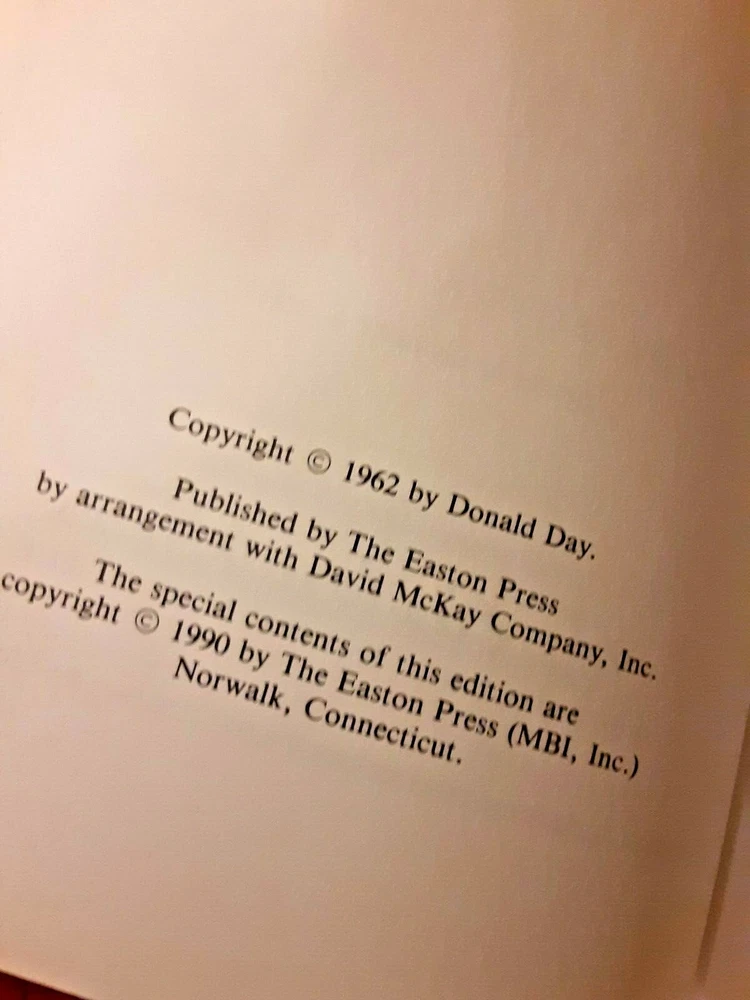 Copyright © 1962 by Donald Day.
Published by The Easton Press
by arrangement with David McKay Company, Inc.
The special contents of this edition are
copyright © 1990 by The Easton Press (MBI, Inc.)
Norwalk, Connecticut.